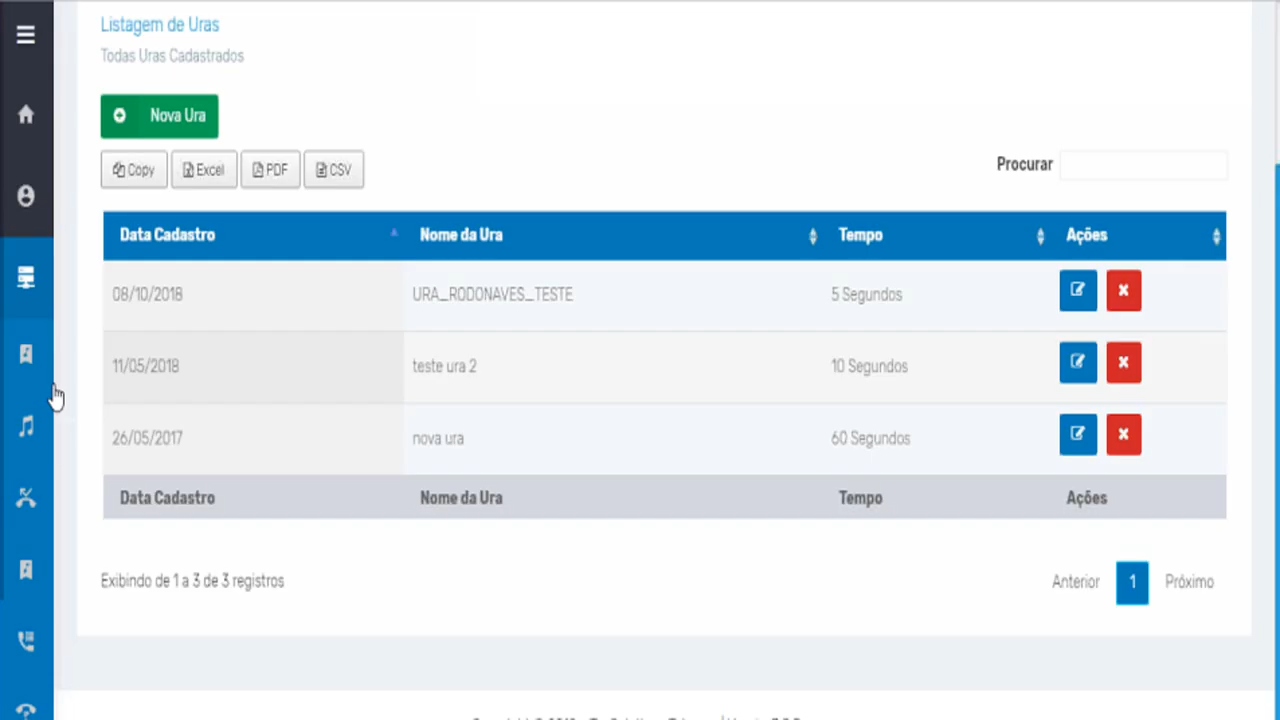 Listagem de Uras
Todas Uras Cadastrados
Nova Ura
Copy Excel PDF CSV
Procurar
Data Cadastro Nome da Ura Tempo Ações
08/10/2018 URA_RODONAVES_TESTE 5 Segundos
11/05/2018 teste ura 2 10 Segundos
26/05/2017 nova ura 60 Segundos
Data Cadastro Nome da Ura Tempo Ações
Exibindo de 1 a 3 de 3 registros
Anterior 1 Próximo